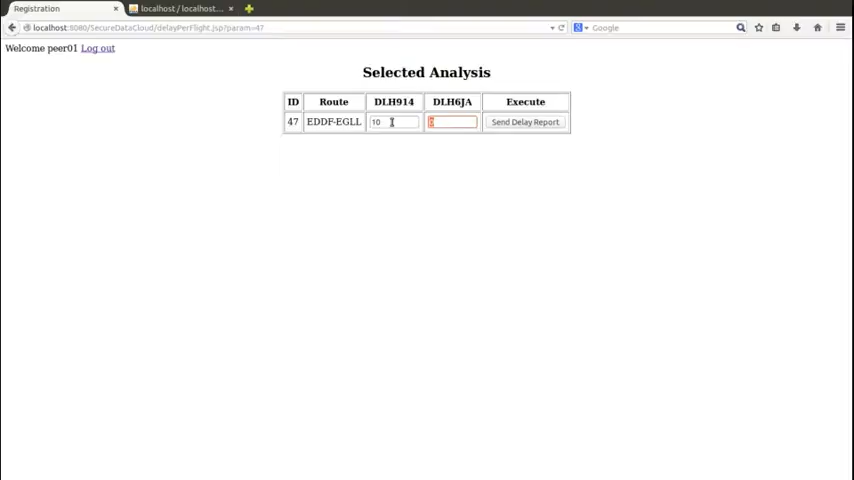 Registration
localhost / localhost...
localhost:8080/SecureDataCloud/delayPerFlight.jsp?param=47
Google
Welcome peer01 Log out
Selected Analysis
ID Route DLH914 DLH6JA Execute
47 EDDF-EGLL 10 0 Send Delay Report